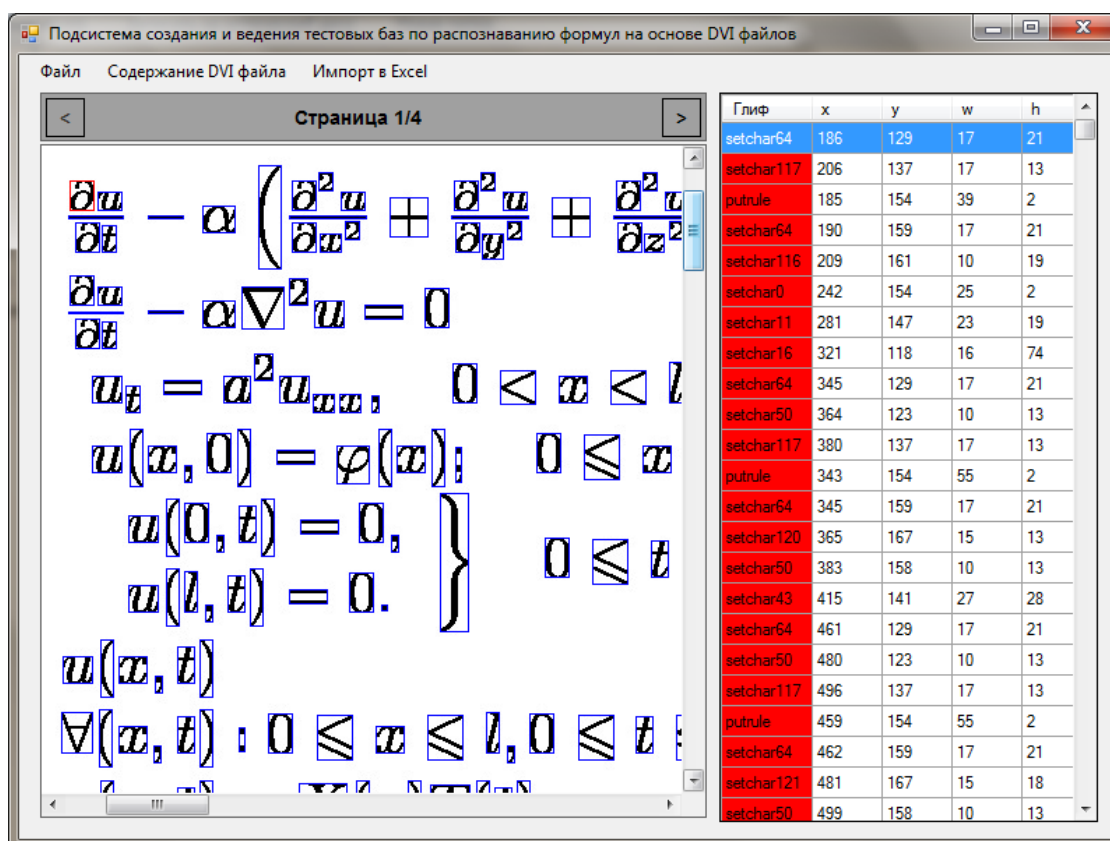 Подсистема создания и ведения тестовых баз по распознаванию формул на основе DVI файлов
Файл Содержание DVI файла Импорт в Excel
< Страница 1/4 >
∂u/∂t − α(∂²u/∂x² + ∂²u/∂y² + ∂²u/∂z²
∂u/∂t − α∇²u = 0
u_t = a²u_{xx}, 0 < x < l
u(x,0) = φ(x); 0 ⩽ x
u(0,t) = 0,
u(l,t) = 0. } 0 ⩽ t
u(x,t)
∀(x,t) : 0 ⩽ x ⩽ l, 0 ⩽ t
Глиф x y w h
setchar64 186 129 17 21
setchar117 206 137 17 13
putrule 185 154 39 2
setchar64 190 159 17 21
setchar116 209 161 10 19
setchar0 242 154 25 2
setchar11 281 147 23 19
setchar16 321 118 16 74
setchar64 345 129 17 21
setchar50 364 123 10 13
setchar117 380 137 17 13
putrule 343 154 55 2
setchar64 345 159 17 21
setchar120 365 167 15 13
setchar50 383 158 10 13
setchar43 415 141 27 28
setchar64 461 129 17 21
setchar50 480 123 10 13
setchar117 496 137 17 13
putrule 459 154 55 2
setchar64 462 159 17 21
setchar121 481 167 15 18
setchar50 499 158 10 13